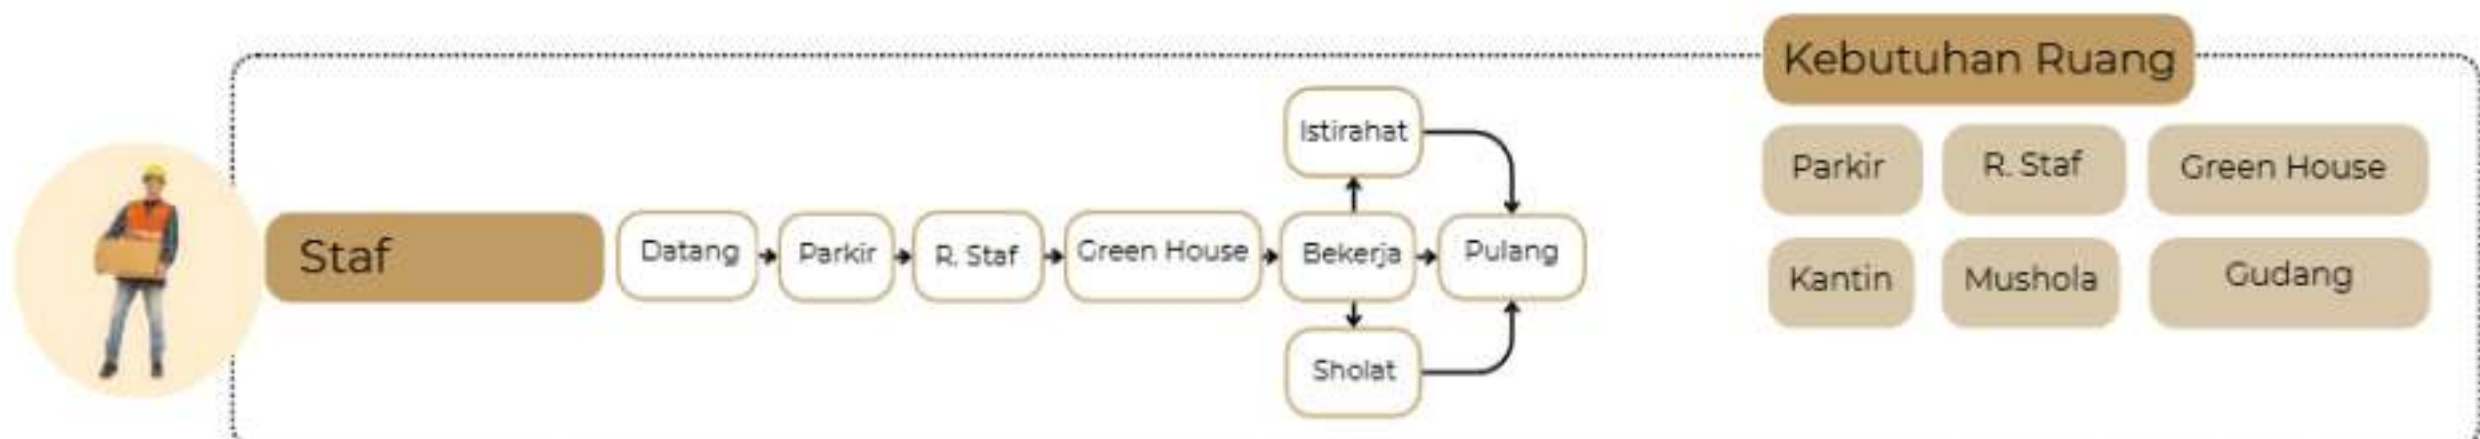 Staf
Datang
Parkir
R. Staf
Green House
Bekerja
Istirahat
Sholat
Pulang
Kebutuhan Ruang
Parkir
R. Staf
Green House
Kantin
Mushola
Gudang